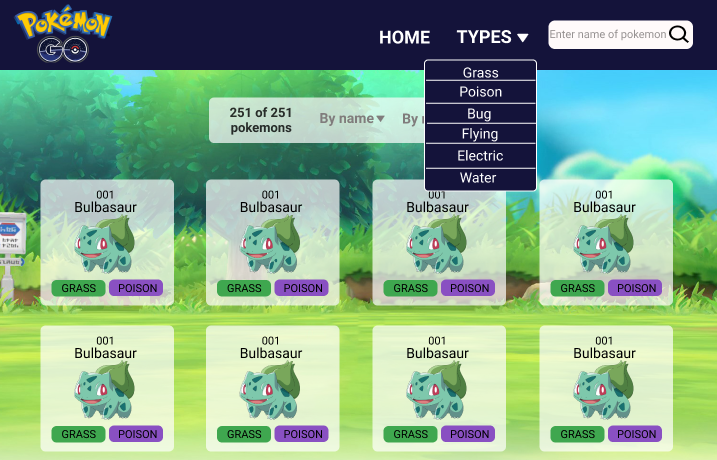 Pokémon
GO
HOME
TYPES
Enter name of pokemon
Grass
Poison
Bug
Flying
Electric
Water
251 of 251
pokemons
By name
By
001
Bulbasaur
GRASS POISON
001
Bulbasaur
GRASS POISON
001
Bulbasaur
GRASS POISON
001
Bulbasaur
GRASS POISON
001
Bulbasaur
GRASS POISON
001
Bulbasaur
GRASS POISON
001
Bulbasaur
GRASS POISON
001
Bulbasaur
GRASS POISON